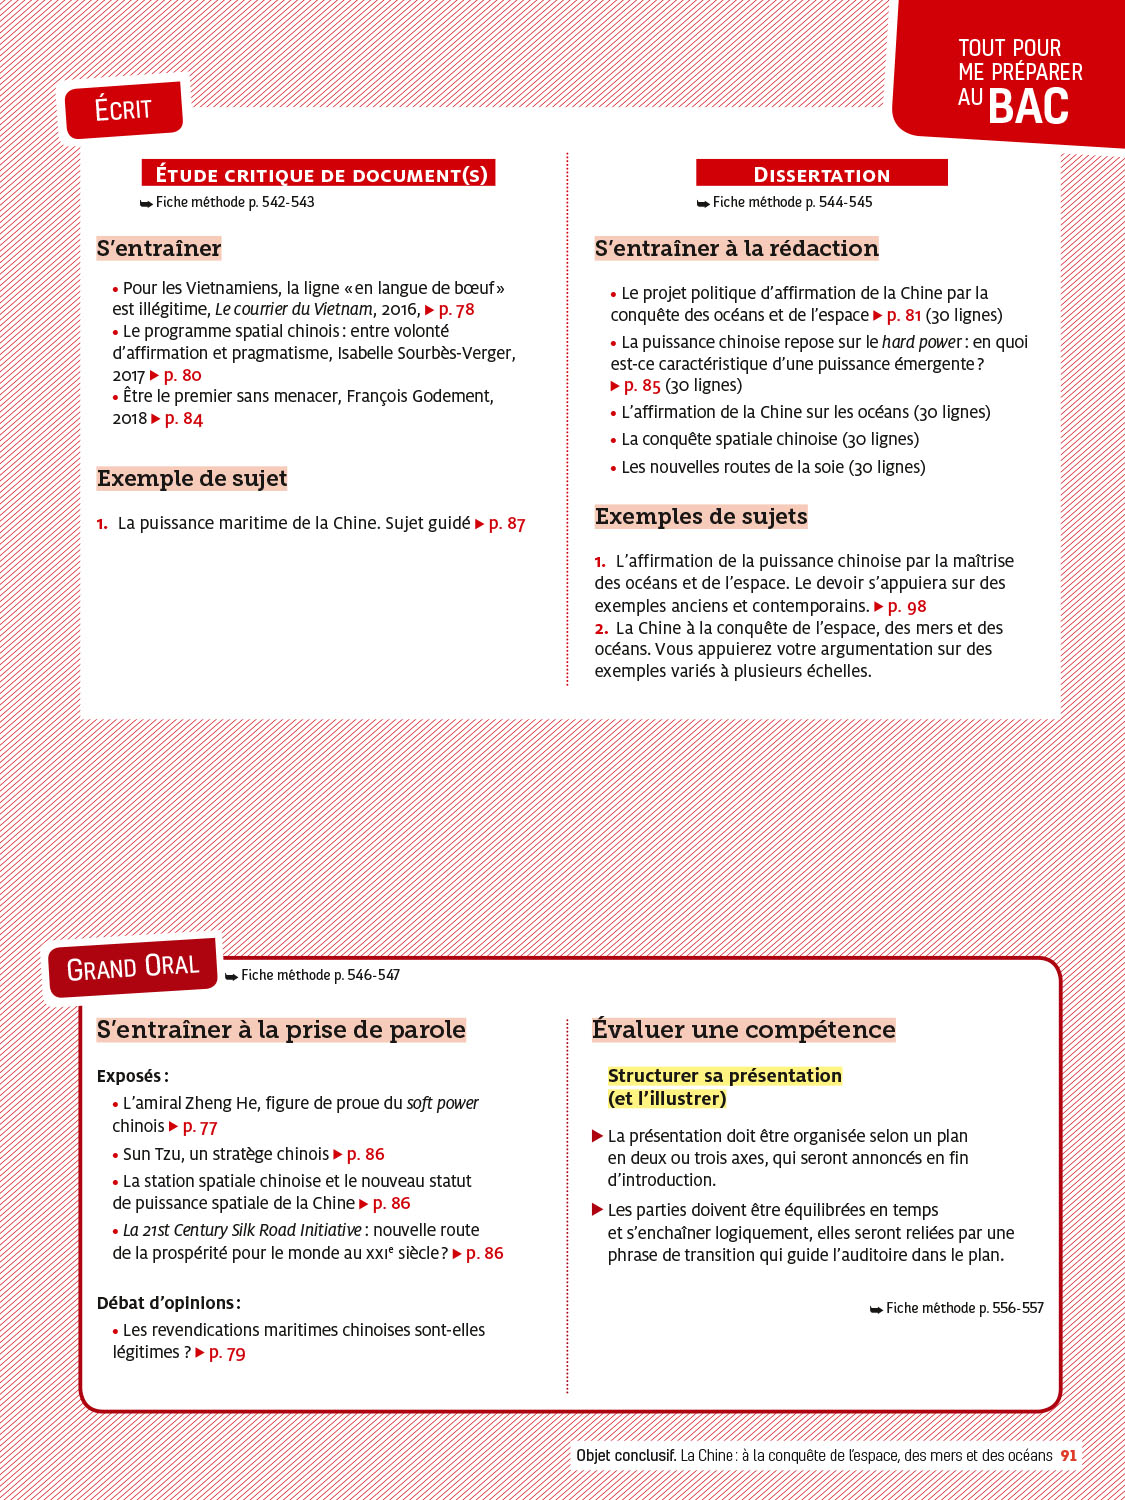 TOUT POUR
ME PRÉPARER
AU BAC
ÉCRIT
ÉTUDE CRITIQUE DE DOCUMENT(S)
➥ Fiche méthode p. 542-543
S’entraîner
• Pour les Vietnamiens, la ligne «en langue de bœuf»
est illégitime, Le courrier du Vietnam, 2016, ▶ p. 78
• Le programme spatial chinois : entre volonté
d’affirmation et pragmatisme, Isabelle Sourbès-Verger,
2017 ▶ p. 80
• Être le premier sans menacer, François Godement,
2018 ▶ p. 84
Exemple de sujet
1. La puissance maritime de la Chine. Sujet guidé ▶ p. 87
DISSERTATION
➥ Fiche méthode p. 544-545
S’entraîner à la rédaction
• Le projet politique d’affirmation de la Chine par la
conquête des océans et de l’espace ▶ p. 81 (30 lignes)
• La puissance chinoise repose sur le hard power : en quoi
est-ce caractéristique d’une puissance émergente ?
▶ p. 85 (30 lignes)
• L’affirmation de la Chine sur les océans (30 lignes)
• La conquête spatiale chinoise (30 lignes)
• Les nouvelles routes de la soie (30 lignes)
Exemples de sujets
1. L’affirmation de la puissance chinoise par la maîtrise
des océans et de l’espace. Le devoir s’appuiera sur des
exemples anciens et contemporains. ▶ p. 98
2. La Chine à la conquête de l’espace, des mers et des
océans. Vous appuierez votre argumentation sur des
exemples variés à plusieurs échelles.
GRAND ORAL
➥ Fiche méthode p. 546-547
S’entraîner à la prise de parole
Exposés :
• L’amiral Zheng He, figure de proue du soft power
chinois ▶ p. 77
• Sun Tzu, un stratège chinois ▶ p. 86
• La station spatiale chinoise et le nouveau statut
de puissance spatiale de la Chine ▶ p. 86
• La 21st Century Silk Road Initiative : nouvelle route
de la prospérité pour le monde au XXIe siècle ? ▶ p. 86
Débat d’opinions :
• Les revendications maritimes chinoises sont-elles
légitimes ? ▶ p. 79
Évaluer une compétence
Structurer sa présentation
(et l’illustrer)
▶ La présentation doit être organisée selon un plan
en deux ou trois axes, qui seront annoncés en fin
d’introduction.
▶ Les parties doivent être équilibrées en temps
et s’enchaîner logiquement, elles seront reliées par une
phrase de transition qui guide l’auditoire dans le plan.
➥ Fiche méthode p. 556-557
Objet conclusif. La Chine : à la conquête de l’espace, des mers et des océans 91